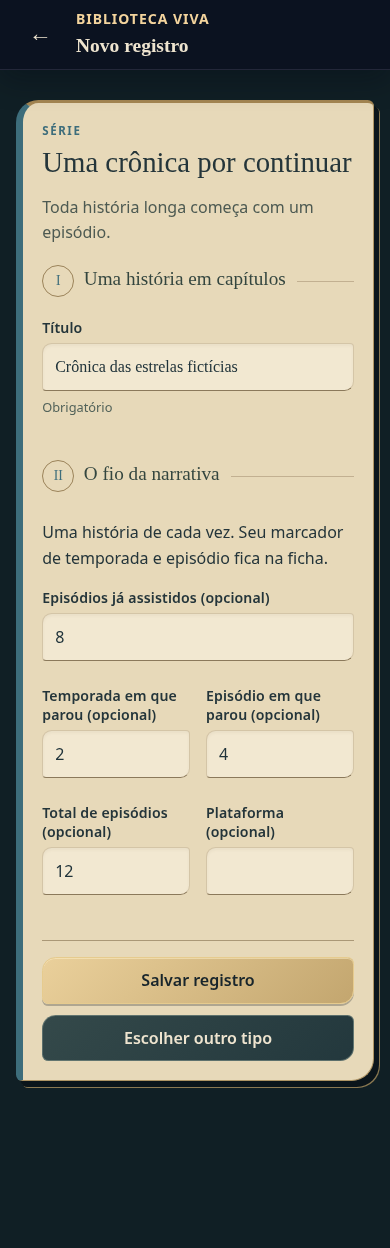 ←
BIBLIOTECA VIVA
Novo registro
SÉRIE
Uma crônica por continuar
Toda história longa começa com um
episódio.
I Uma história em capítulos
Título
Crônica das estrelas fictícias
Obrigatório
II O fio da narrativa
Uma história de cada vez. Seu marcador
de temporada e episódio fica na ficha.
Episódios já assistidos (opcional)
8
Temporada em que
parou (opcional)
2
Episódio em que
parou (opcional)
4
Total de episódios
(opcional)
12
Plataforma
(opcional)
Salvar registro
Escolher outro tipo